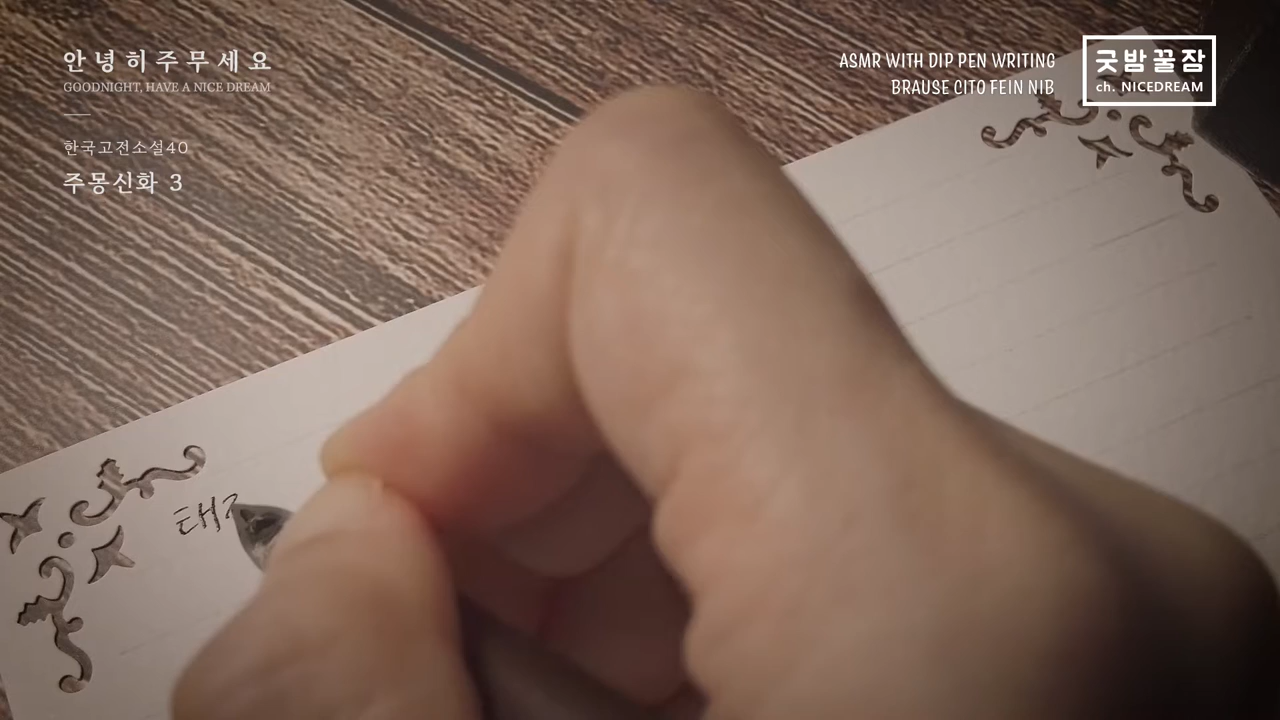 안녕히주무세요
GOODNIGHT, HAVE A NICE DREAM
한국고전소설40
주몽신화 3
ASMR WITH DIP PEN WRITING
BRAUSE CITO FEIN NIB
굿밤꿀잠
ch. NICEDREAM